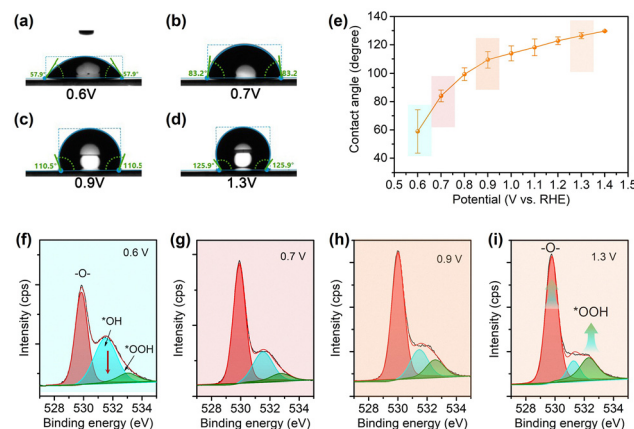 (a)
57.9°
57.9°
0.6V
(b)
83.2°
83.2
0.7V
(c)
110.5°
110.5
0.9V
(d)
125.9°
125.9°
1.3V
(e)
Contact angle (degree)
140
120
100
80
60
40
0.5 0.6 0.7 0.8 0.9 1.0 1.1 1.2 1.3 1.4 1.5
Potential (V vs. RHE)
(f)
0.6 V
-O-
*OH
*OOH
Intensity (cps)
528 530 532 534
Binding energy (eV)
(g)
0.7 V
Intensity (cps)
528 530 532 534
Binding energy (eV)
(h)
0.9 V
Intensity (cps)
528 530 532 534
Binding energy (eV)
(i)
-O-
1.3 V
*OOH
Intensity (cps)
528 530 532 534
Binding energy (eV)